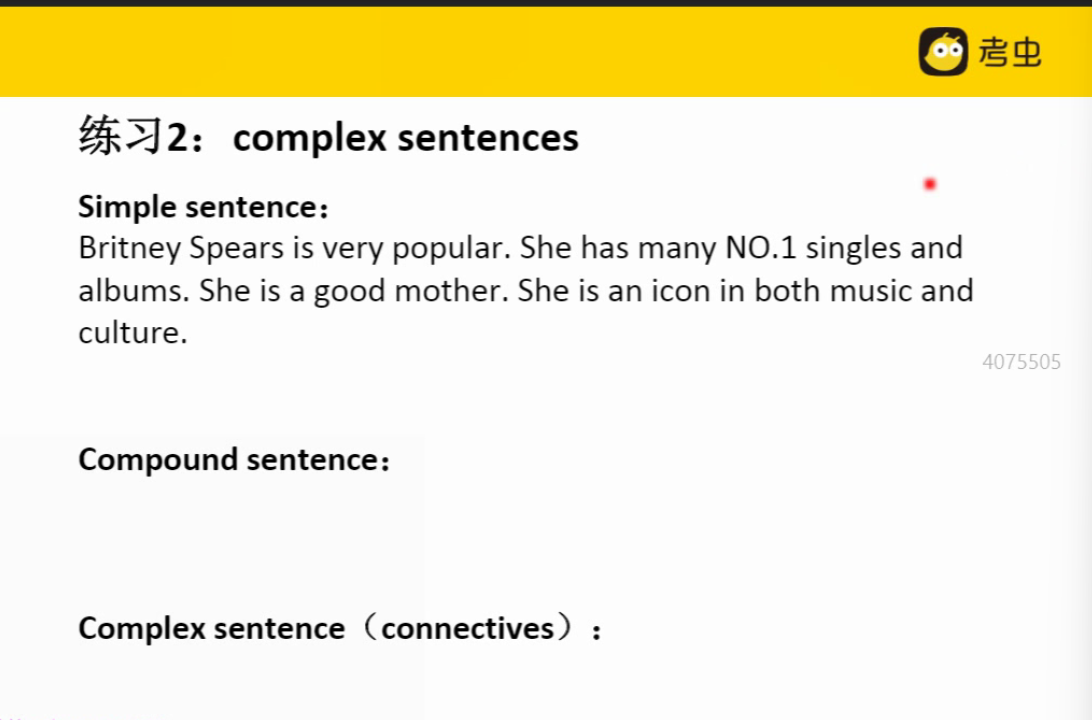 考虫
练习2：complex sentences
Simple sentence：
Britney Spears is very popular. She has many NO.1 singles and
albums. She is a good mother. She is an icon in both music and
culture.
4075505
Compound sentence：
Complex sentence（connectives）：